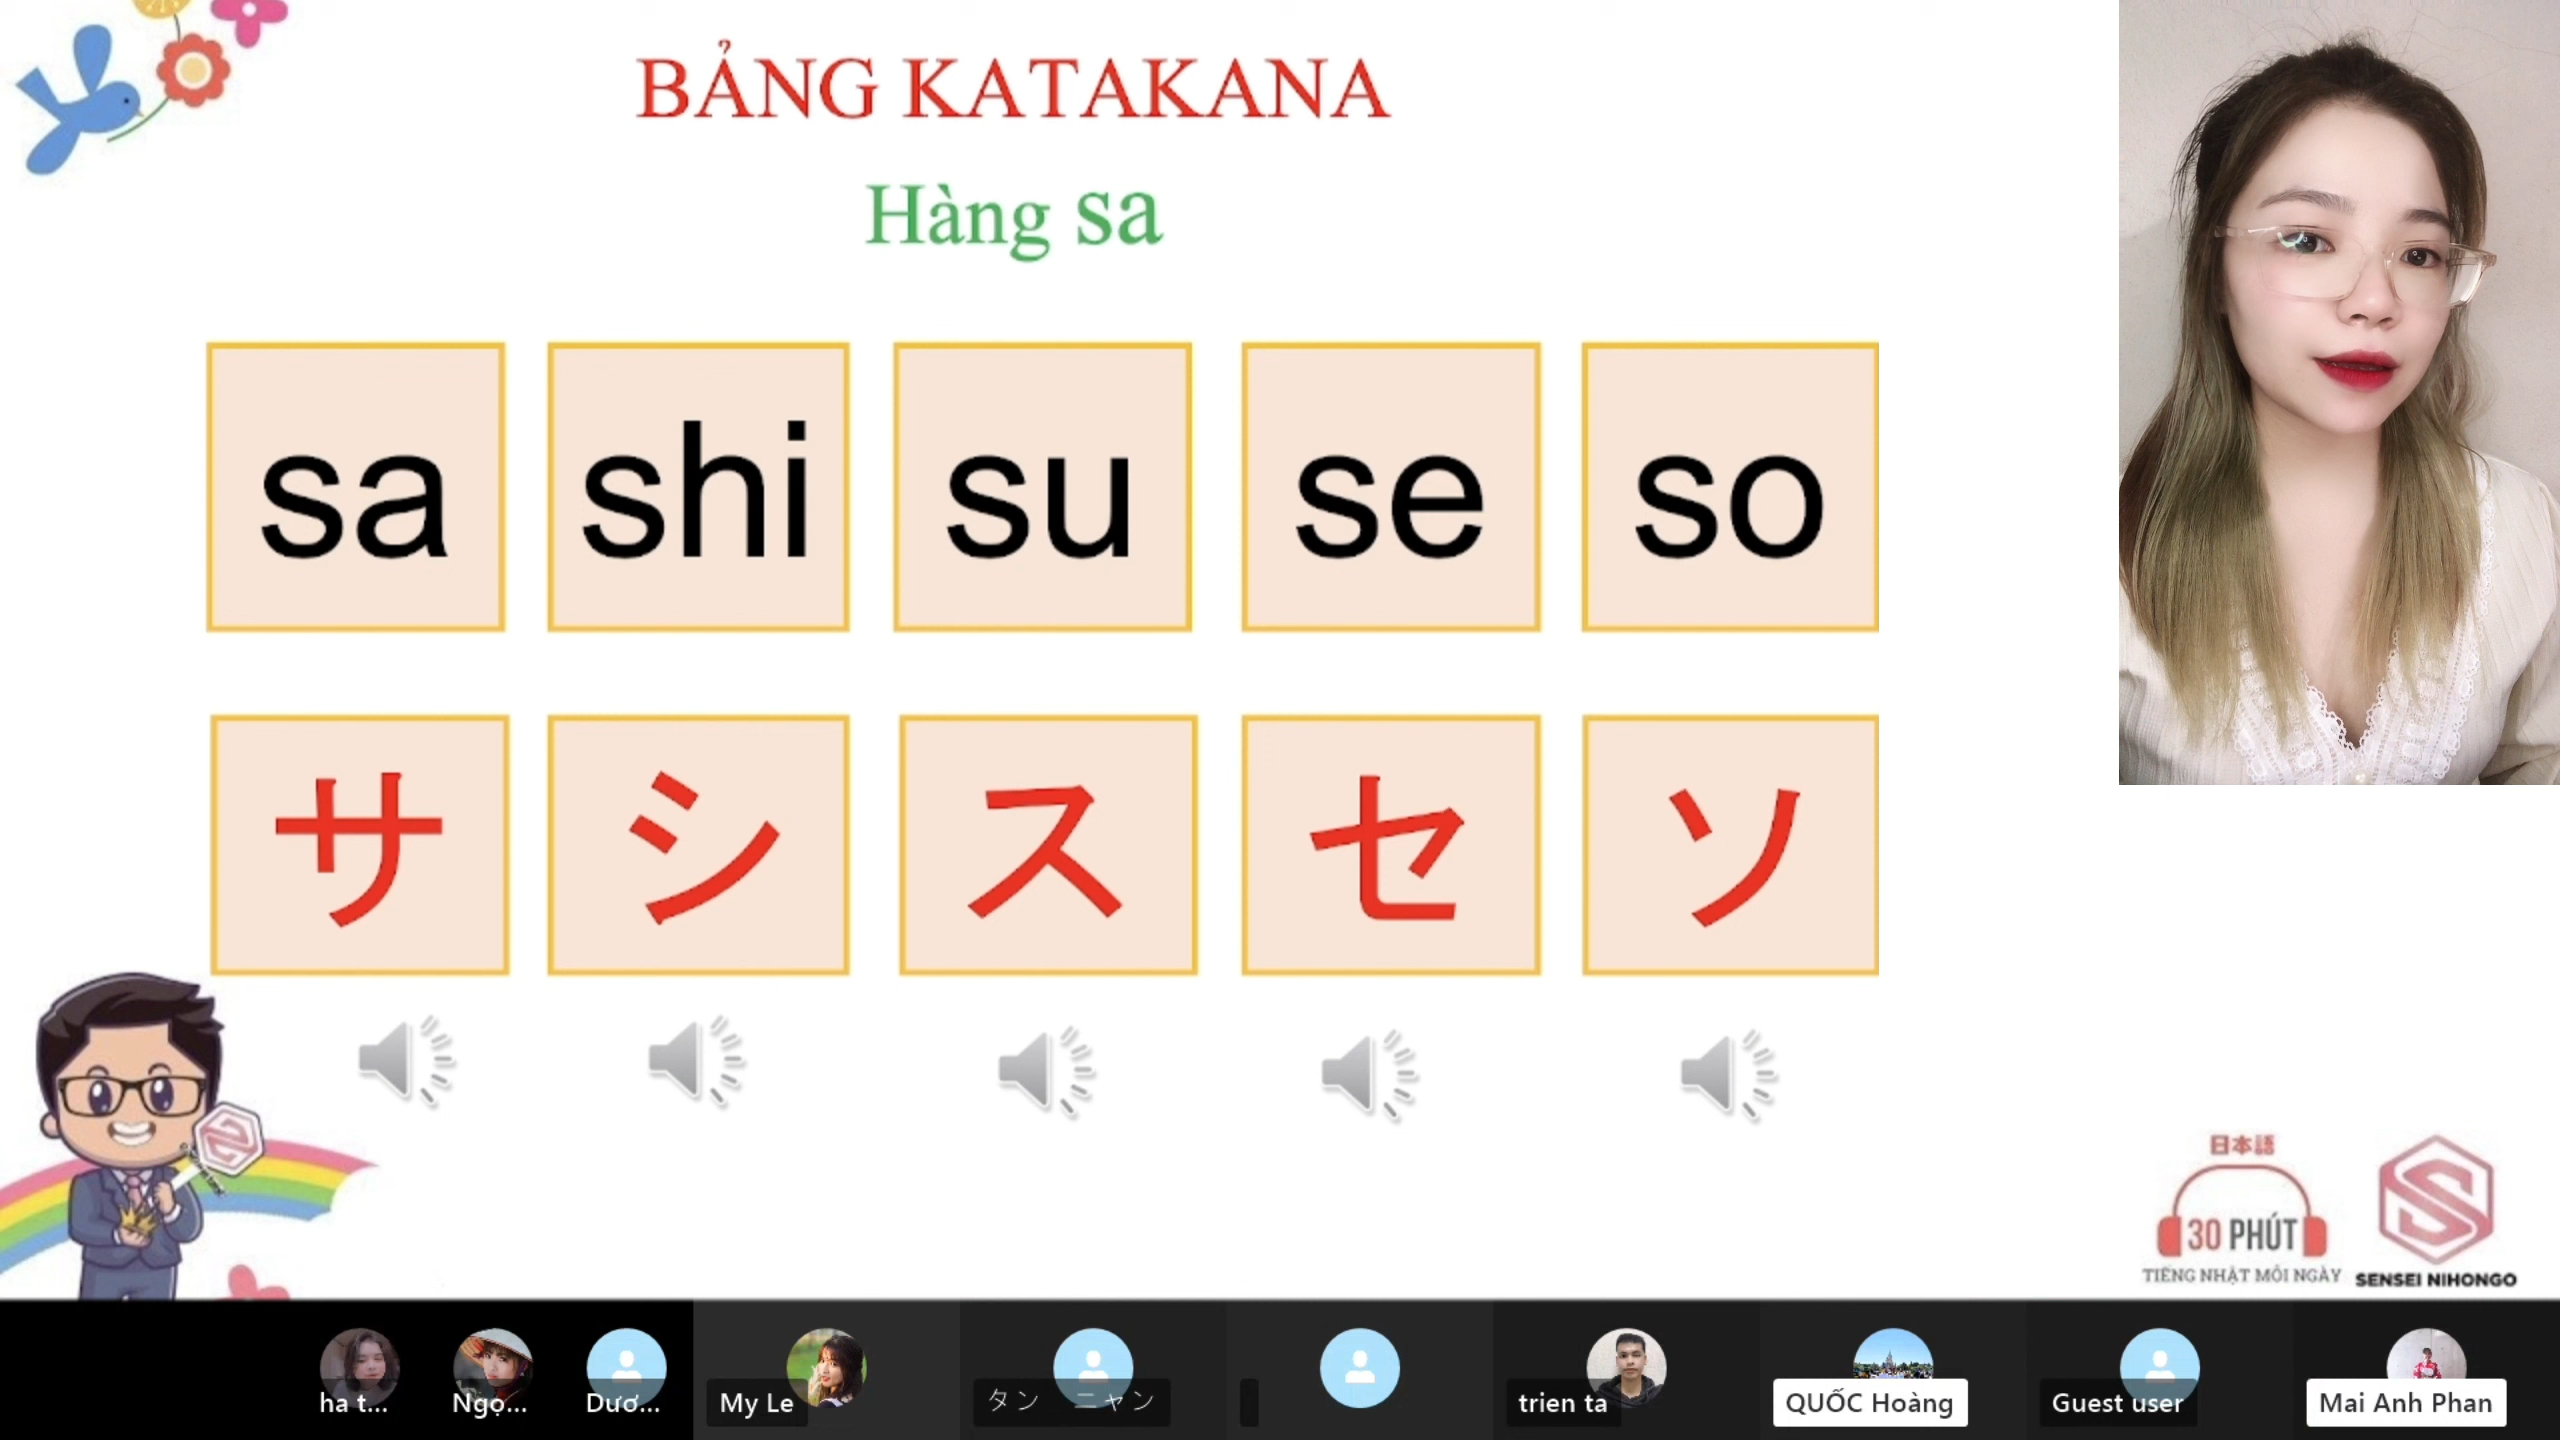 BẢNG KATAKANA
Hàng sa
sa shi su se so
サ シ ス セ ソ
日本語
30 PHÚT
TIẾNG NHẬT MỖI NGÀY
SENSEI NIHONGO
ha t... Ngọ... Dươ... My Le タン ニャン trien ta QUỐC Hoàng Guest user Mai Anh Phan